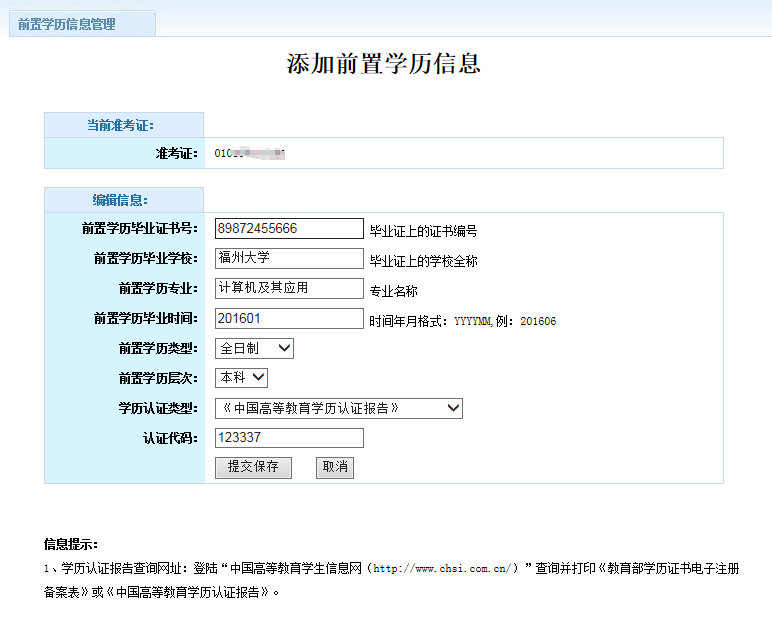 前置学历信息管理
添加前置学历信息
当前准考证：
准考证：
编辑信息：
前置学历毕业证书号： 89872455666 毕业证上的证书编号
前置学历毕业学校： 福州大学 毕业证上的学校全称
前置学历专业： 计算机及其应用 专业名称
前置学历毕业时间： 201601 时间年月格式：YYYYMM,例：201606
前置学历类型： 全日制
前置学历层次： 本科
学历认证类型： 《中国高等教育学历认证报告》
认证代码： 123337
提交保存 取消
信息提示：
1、学历认证报告查询网址：登陆“中国高等教育学生信息网（http://www.chsi.com.cn/）”查询并打印《教育部学历证书电子注册
备案表》或《中国高等教育学历认证报告》。